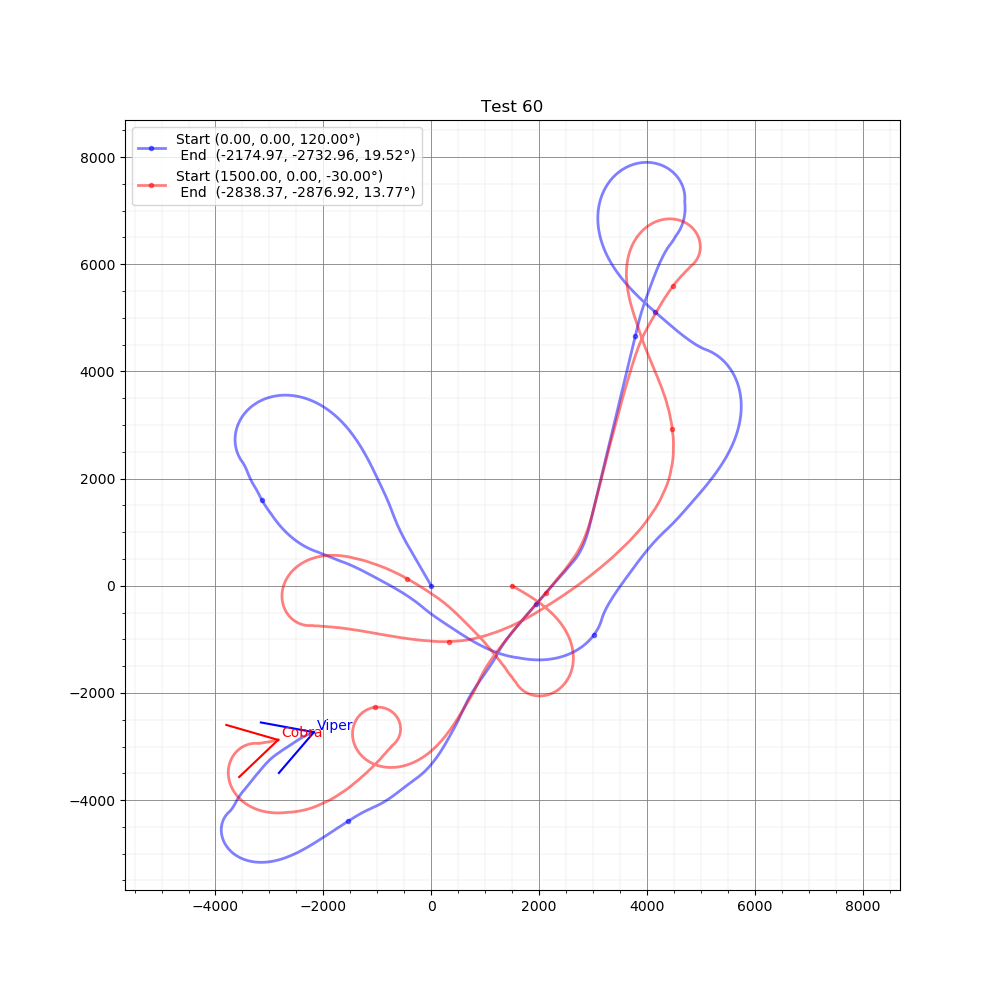 Test 60
Start (0.00, 0.00, 120.00°)
End (-2174.97, -2732.96, 19.52°)
Start (1500.00, 0.00, -30.00°)
End (-2838.37, -2876.92, 13.77°)
8000
6000
4000
2000
0
−2000
−4000
Viper
Cobra
−4000 −2000 0 2000 4000 6000 8000